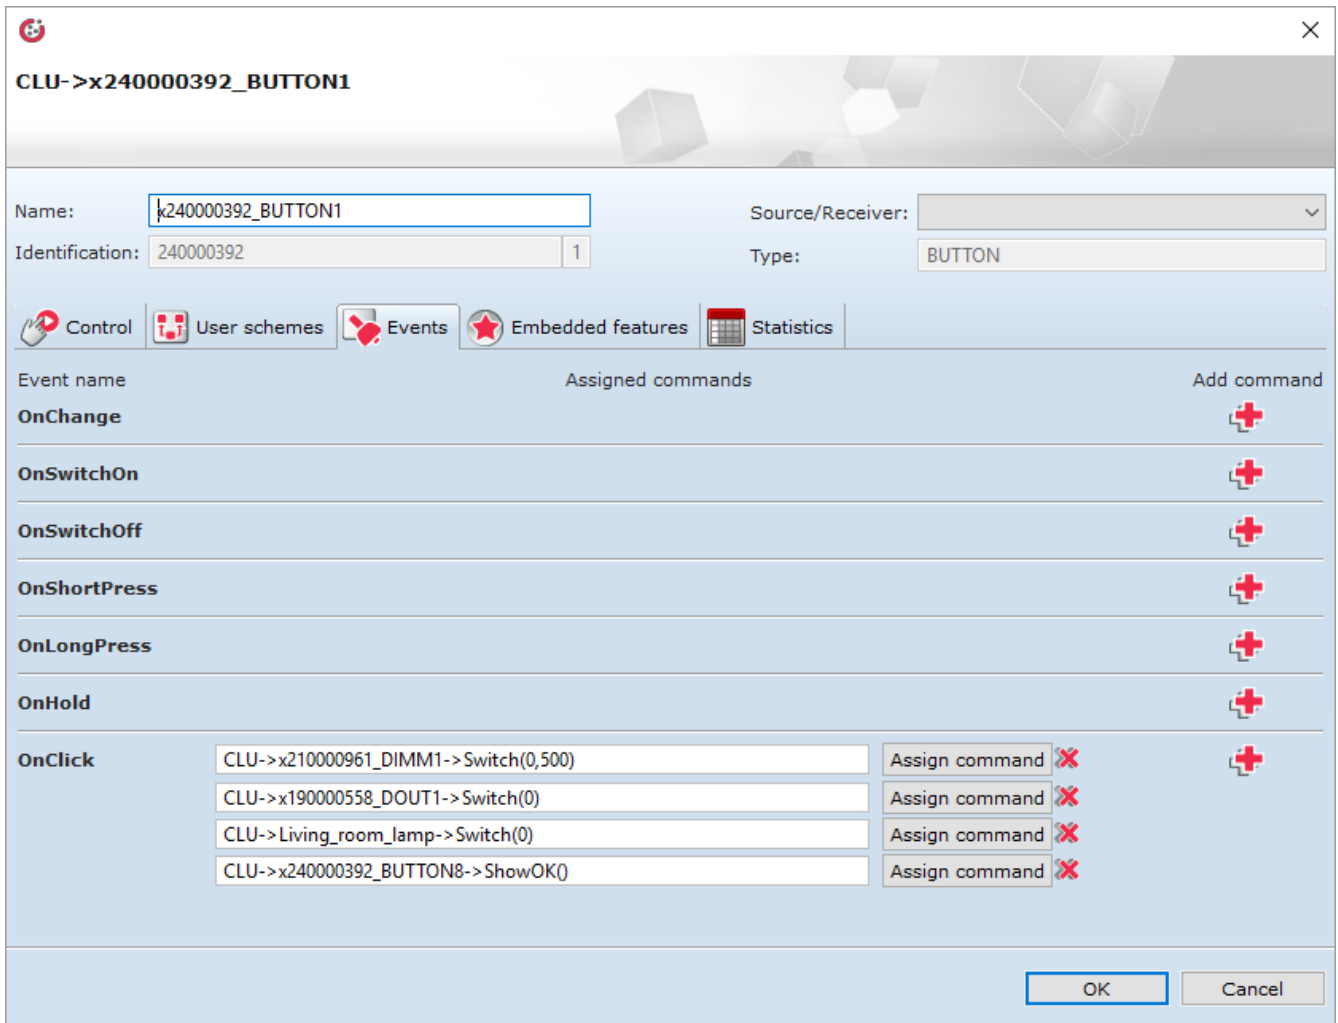 CLU->x240000392_BUTTON1
Name: x240000392_BUTTON1 Source/Receiver:
Identification: 240000392 1 Type: BUTTON
Control User schemes Events Embedded features Statistics
Event name Assigned commands Add command
OnChange
OnSwitchOn
OnSwitchOff
OnShortPress
OnLongPress
OnHold
OnClick CLU->x210000961_DIMM1->Switch(0,500) Assign command
CLU->x190000558_DOUT1->Switch(0) Assign command
CLU->Living_room_lamp->Switch(0) Assign command
CLU->x240000392_BUTTON8->ShowOK() Assign command
OK Cancel